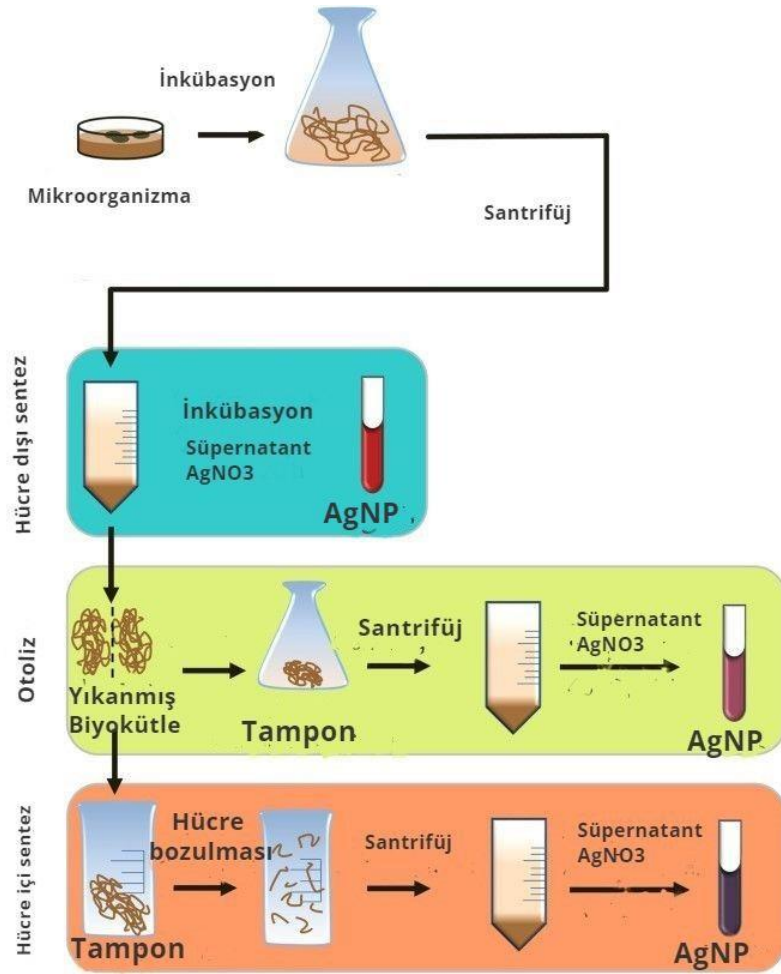 İnkübasyon
Mikroorganizma
Santrifüj
Hücre dışı sentez
İnkübasyon
Süpernatant
AgNO3
AgNP
Otoliz
Yıkanmış
Biyokütle
Tampon
Santrifüj
Süpernatant
AgNO3
AgNP
Hücre içi sentez
Tampon
Hücre
bozulması
Santrifüj
Süpernatant
AgNO3
AgNP